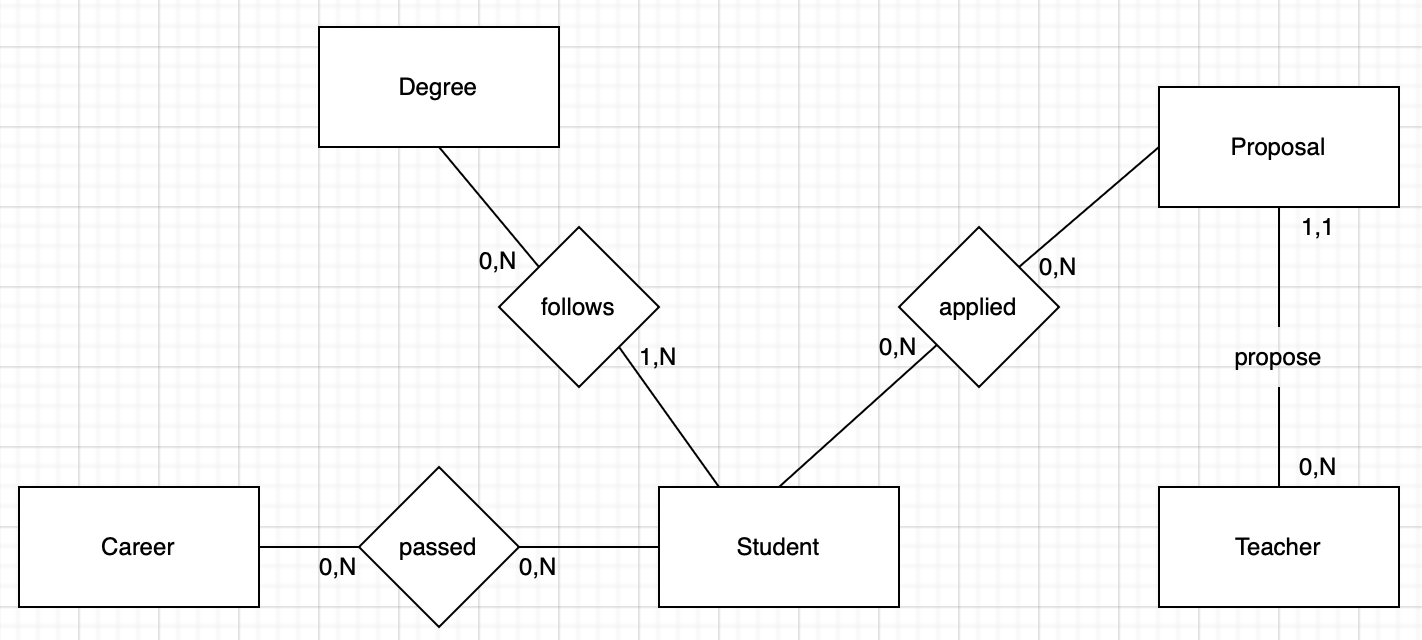 Degree
Proposal
1,1
0,N
0,N
follows
applied
0,N
1,N
propose
0,N
Career
passed
Student
Teacher
0,N
0,N